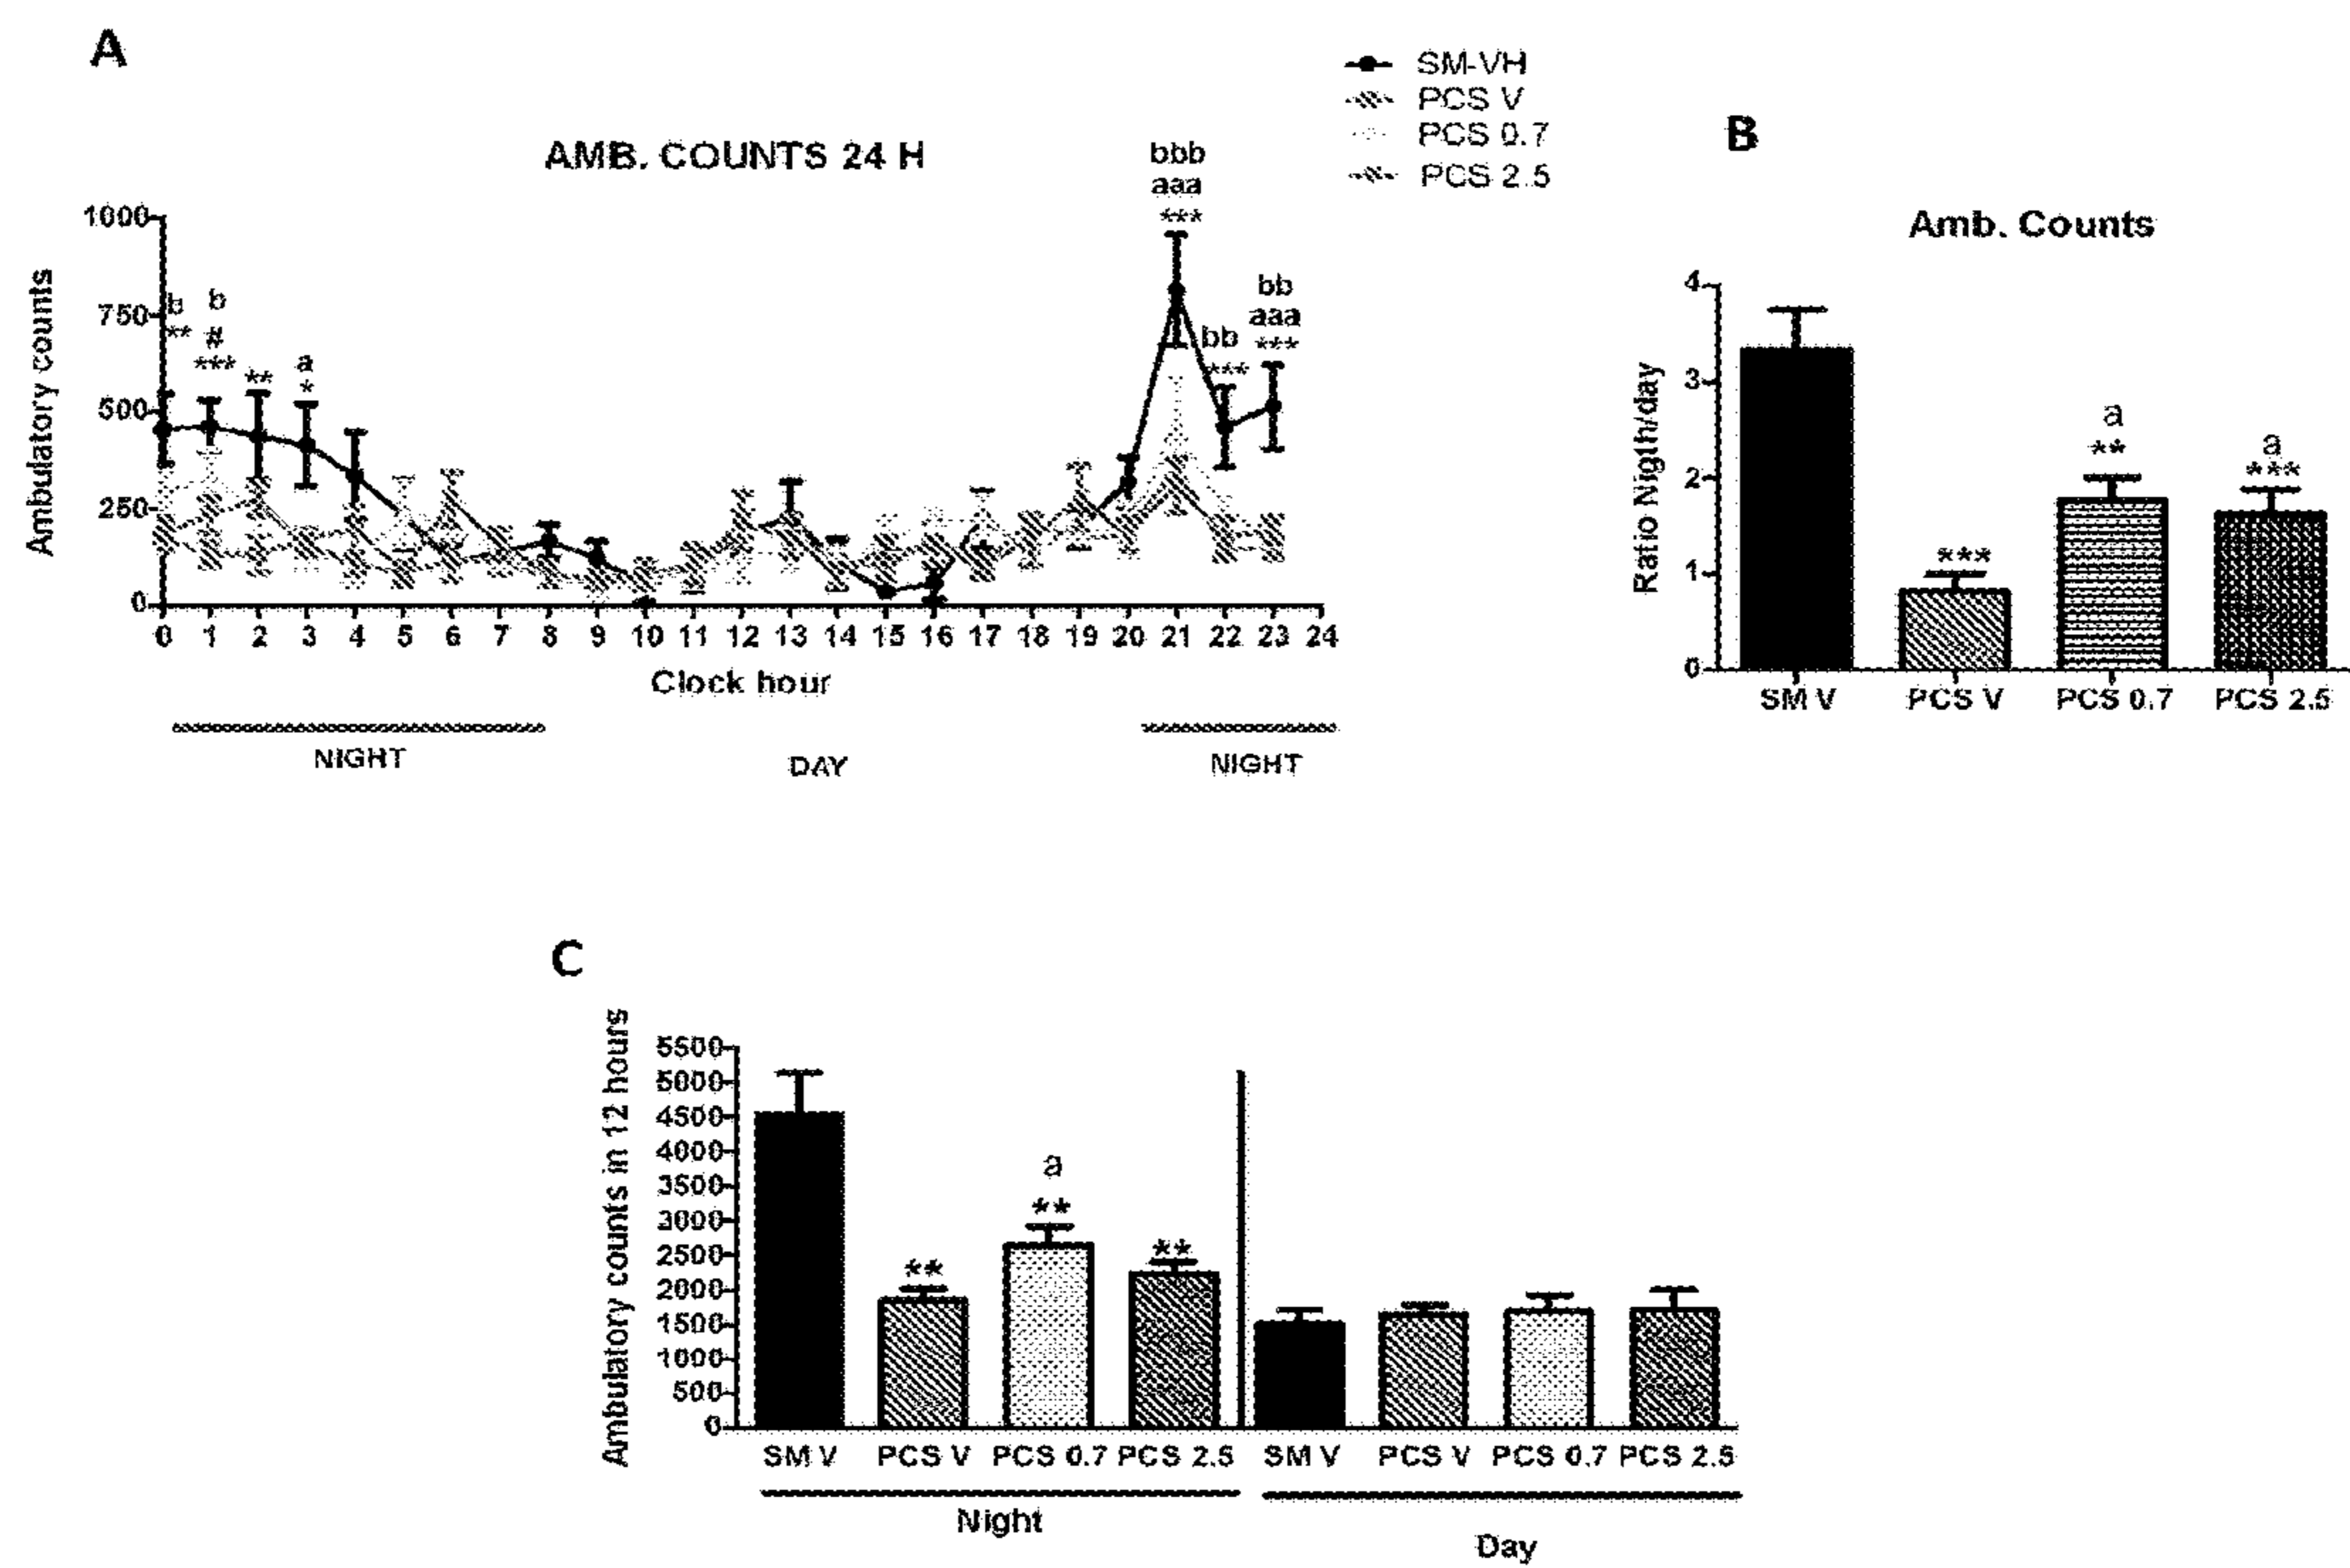 A
SM-VH
PCS V
PCS 0.7
PCS 2.5
AMB. COUNTS 24 H
bbb
aaa
***
1000
750
500
250
0
Ambulatory counts
b
**
b
#
***
**
a
*
bb
***
bb
aaa
***
0 1 2 3 4 5 6 7 8 9 10 11 12 13 14 15 16 17 18 19 20 21 22 23 24
Clock hour
NIGHT
DAY
NIGHT
B
Amb. Counts
4
3
2
1
0
Ratio Nigth/day
***
a
**
a
***
SM V PCS V PCS 0.7 PCS 2.5
C
Ambulatory counts in 12 hours
5500
5000
4500
4000
3500
3000
2500
2000
1500
1000
500
0
**
a
**
**
SM V PCS V PCS 0.7 PCS 2.5 SM V PCS V PCS 0.7 PCS 2.5
Night
Day